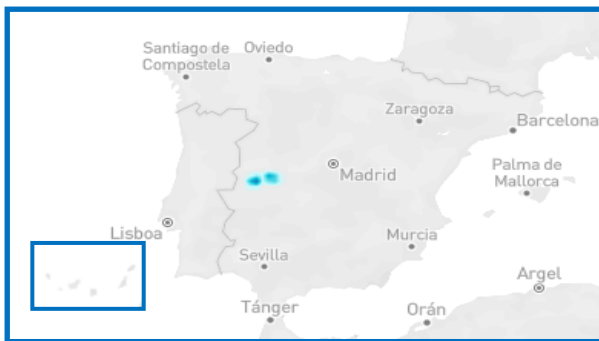 Santiago de
Compostela
Oviedo
Zaragoza
Barcelona
Madrid
Palma de
Mallorca
Lisboa
Murcia
Sevilla
Argel
Tánger
Orán